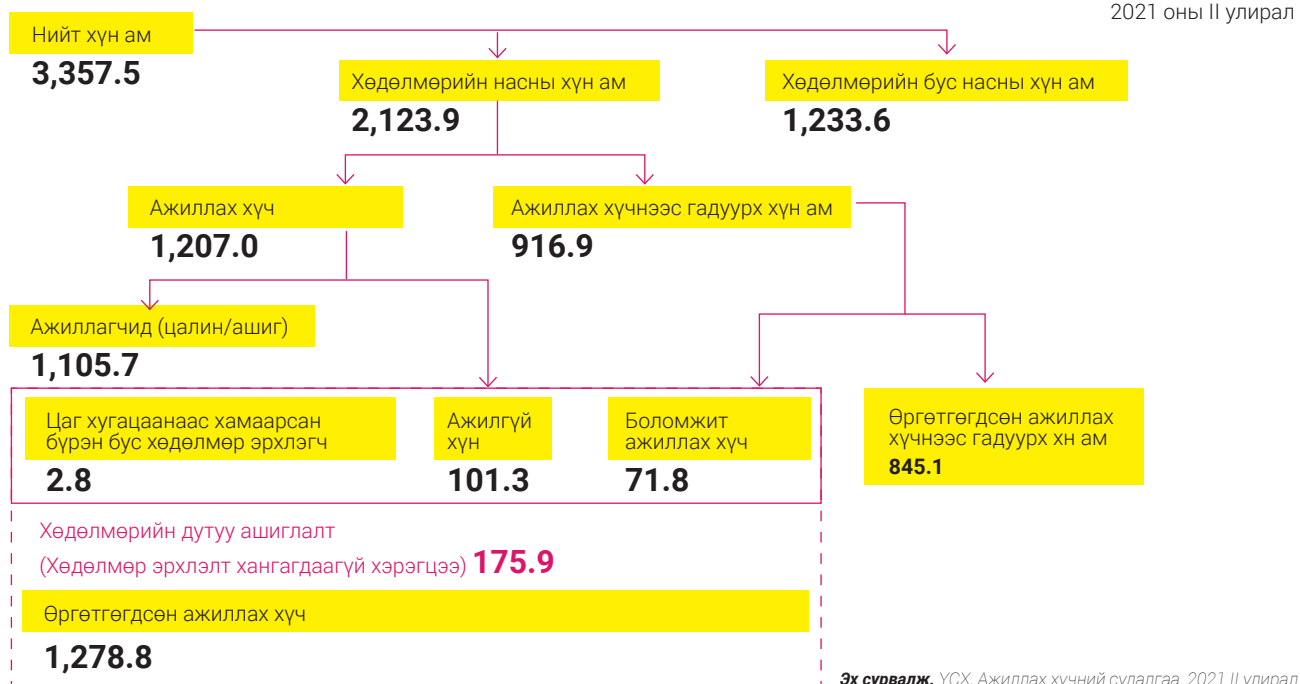 2021 оны II улирал
Нийт хүн ам
3,357.5
Хөдөлмөрийн насны хүн ам
2,123.9
Хөдөлмөрийн бус насны хүн ам
1,233.6
Ажиллах хүч
1,207.0
Ажиллах хүчнээс гадуурх хүн ам
916.9
Ажиллагчид (цалин/ашиг)
1,105.7
Цаг хугацаанаас хамаарсан
бүрэн бус хөдөлмөр эрхлэгч
2.8
Ажилгүй
хүн
101.3
Боломжит
ажиллах хүч
71.8
Өргөтгөгдсөн ажиллах
хүчнээс гадуурх хн ам
845.1
Хөдөлмөрийн дутуу ашиглалт
(Хөдөлмөр эрхлэлт хангагдаагүй хэрэгцээ) 175.9
Өргөтгөгдсөн ажиллах хүч
1,278.8
Эх сурвалж. ҮСХ, Ажиллах хүчний судалгаа, 2021 II улирал